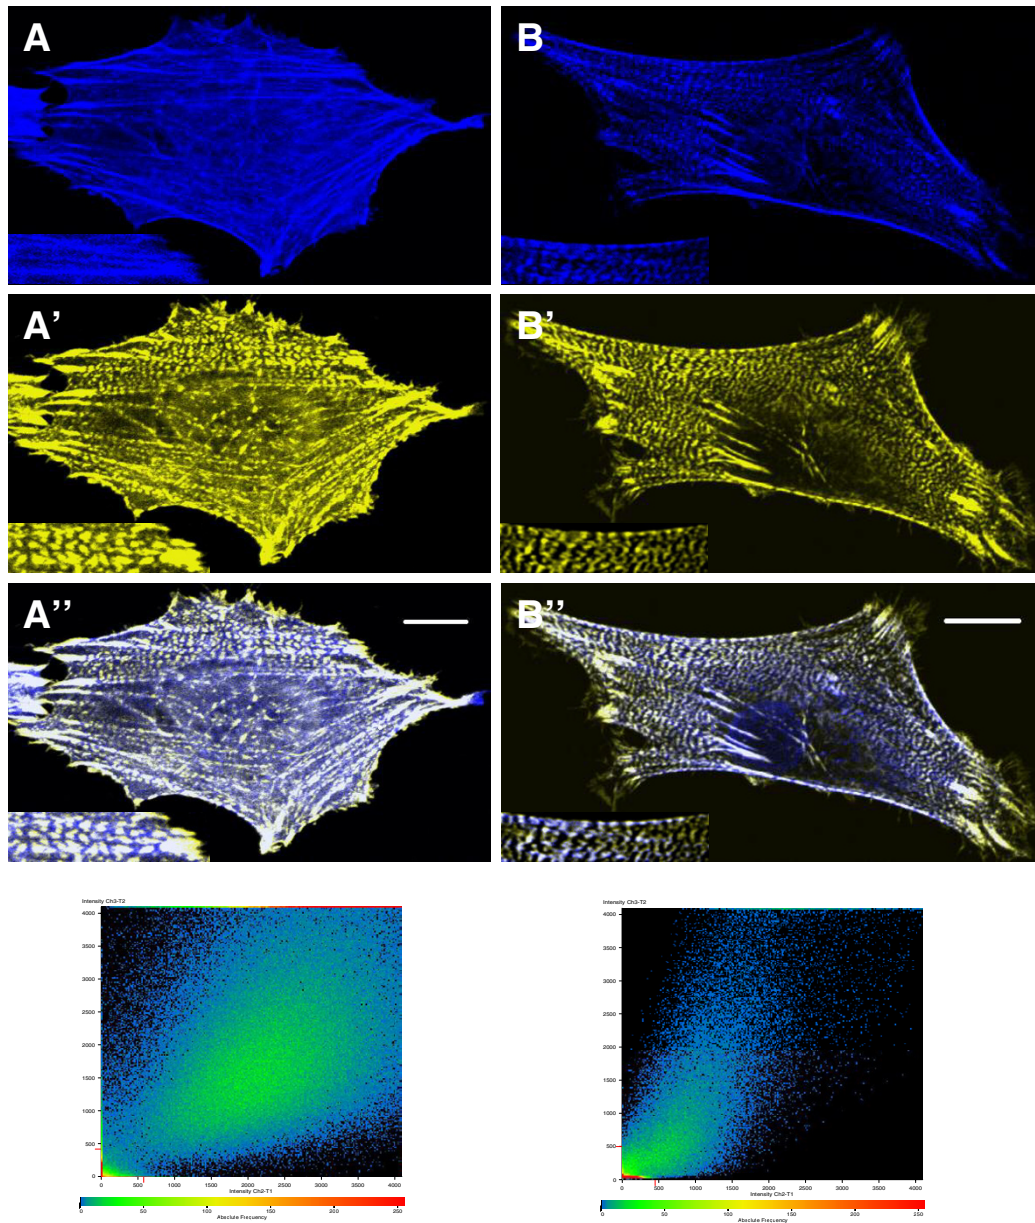 A B
A' B'
A'' B''
Intensity Ch3-T2 Intensity Ch3-T2
4000 4000
3500 3500
3000 3000
2500 2500
2000 2000
1500 1500
1000 1000
500 500
0 0
0 500 1000 1500 2000 2500 3000 3500 4000 0 500 1000 1500 2000 2500 3000 3500 4000
Intensity Ch2-T1 Intensity Ch2-T1
0 50 100 150 200 250 0 50 100 150 200 250
Absolute Frequency Absolute Frequency